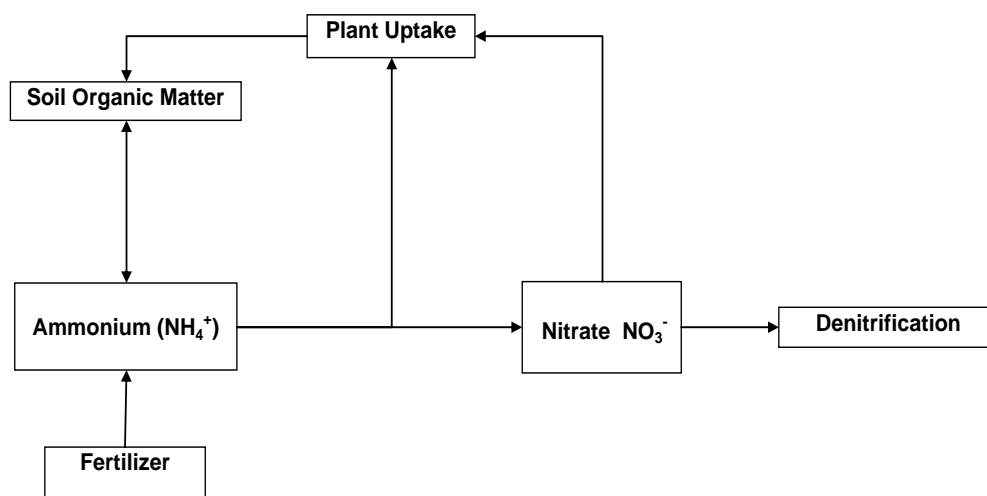 Plant Uptake
Soil Organic Matter
Ammonium (NH₄⁺)
Nitrate NO₃⁻
Denitrification
Fertilizer